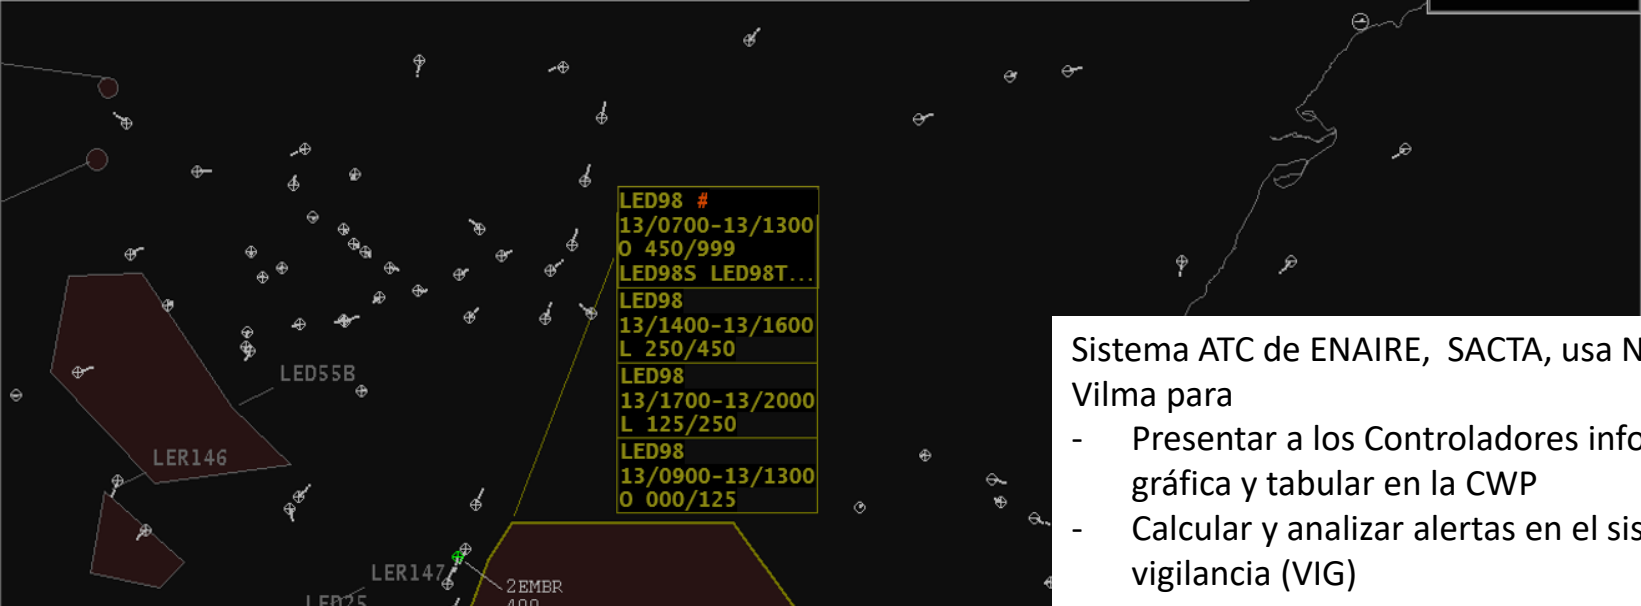 LED98 #
13/0700-13/1300
O 450/999
LED98S LED98T...
LED98
13/1400-13/1600
L 250/450
LED98
13/1700-13/2000
L 125/250
LED98
13/0900-13/1300
O 000/125
LED55B
LER146
LER147
LED25
2EMBR
400
Sistema ATC de ENAIRE, SACTA, usa N
Vilma para
- Presentar a los Controladores info
gráfica y tabular en la CWP
- Calcular y analizar alertas en el sis
vigilancia (VIG)